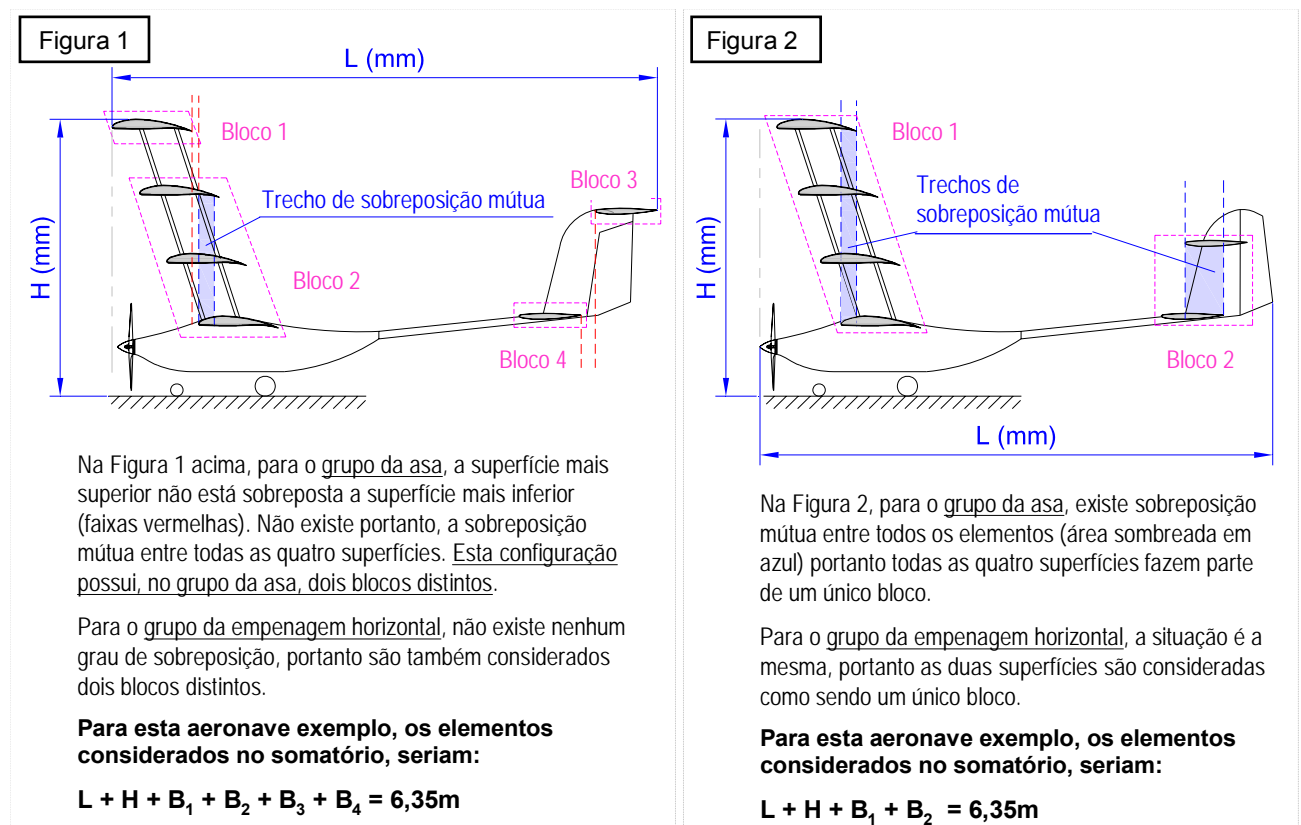 Figura 1
L (mm)
Bloco 1
Bloco 3
Trecho de sobreposição mútua
H (mm)
Bloco 2
Bloco 4
Na Figura 1 acima, para o grupo da asa, a superfície mais
superior não está sobreposta a superfície mais inferior
(faixas vermelhas). Não existe portanto, a sobreposição
mútua entre todas as quatro superfícies. Esta configuração
possui, no grupo da asa, dois blocos distintos.
Para o grupo da empenagem horizontal, não existe nenhum
grau de sobreposição, portanto são também considerados
dois blocos distintos.
Para esta aeronave exemplo, os elementos
considerados no somatório, seriam:
L + H + B₁ + B₂ + B₃ + B₄ = 6,35m
Figura 2
Bloco 1
Trechos de
sobreposição mútua
H (mm)
Bloco 2
L (mm)
Na Figura 2, para o grupo da asa, existe sobreposição
mútua entre todos os elementos (área sombreada em
azul) portanto todas as quatro superfícies fazem parte
de um único bloco.
Para o grupo da empenagem horizontal, a situação é a
mesma, portanto as duas superfícies são consideradas
como sendo um único bloco.
Para esta aeronave exemplo, os elementos
considerados no somatório, seriam:
L + H + B₁ + B₂ = 6,35m